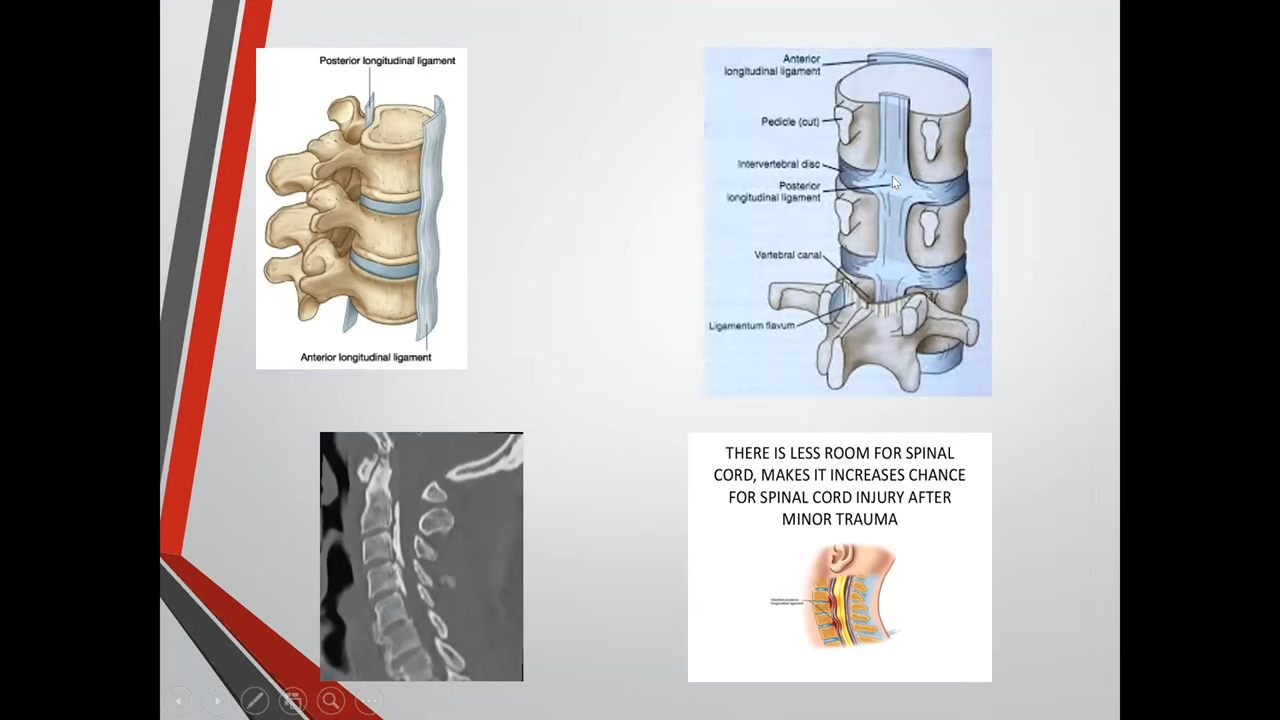 Posterior longitudinal ligament
Anterior longitudinal ligament
Anterior
longitudinal ligament
Pedicle (cut)
Intervertebral disc
Posterior
longitudinal ligament
Vertebral canal
Ligamentum flavum
THERE IS LESS ROOM FOR SPINAL
CORD, MAKES IT INCREASES CHANCE
FOR SPINAL CORD INJURY AFTER
MINOR TRAUMA
longitudinal ligament